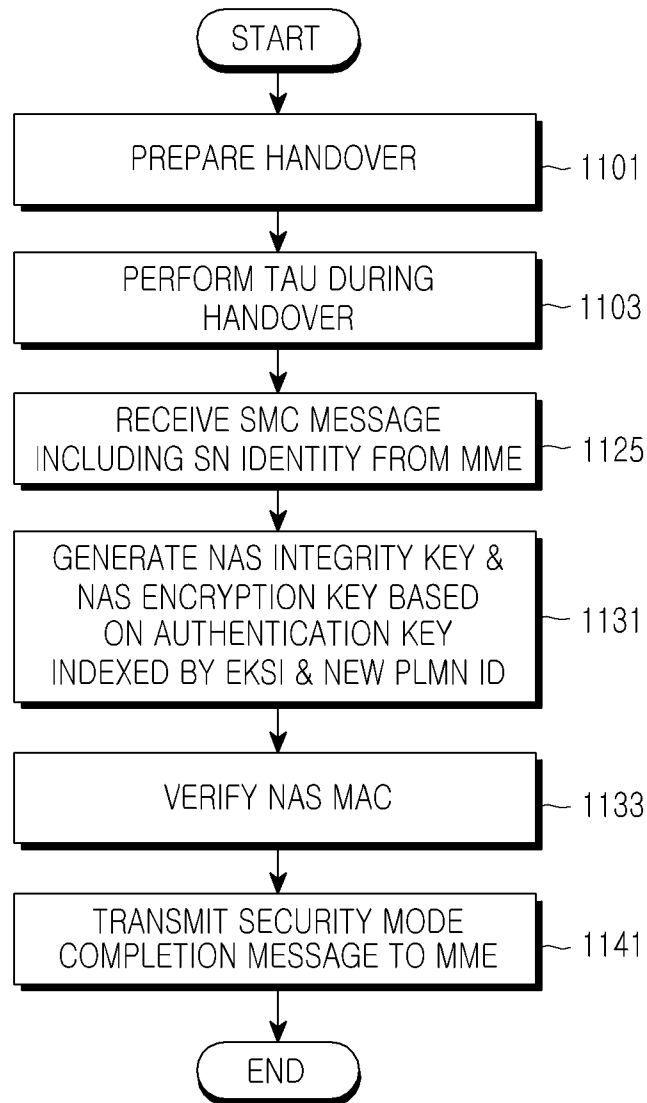 START
PREPARE HANDOVER
1101
PERFORM TAU DURING
HANDOVER
1103
RECEIVE SMC MESSAGE
INCLUDING SN IDENTITY FROM MME
1125
GENERATE NAS INTEGRITY KEY &
NAS ENCRYPTION KEY BASED
ON AUTHENTICATION KEY
INDEXED BY EKSI & NEW PLMN ID
1131
VERIFY NAS MAC
1133
TRANSMIT SECURITY MODE
COMPLETION MESSAGE TO MME
1141
END